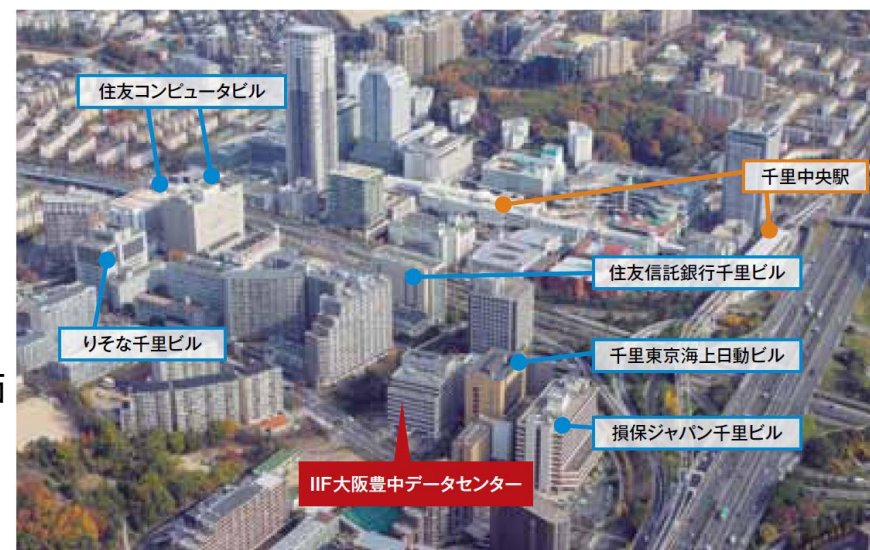 住友コンピュータビル
千里中央駅
住友信託銀行千里ビル
りそな千里ビル
千里東京海上日動ビル
損保ジャパン千里ビル
IIF大阪豊中データセンター